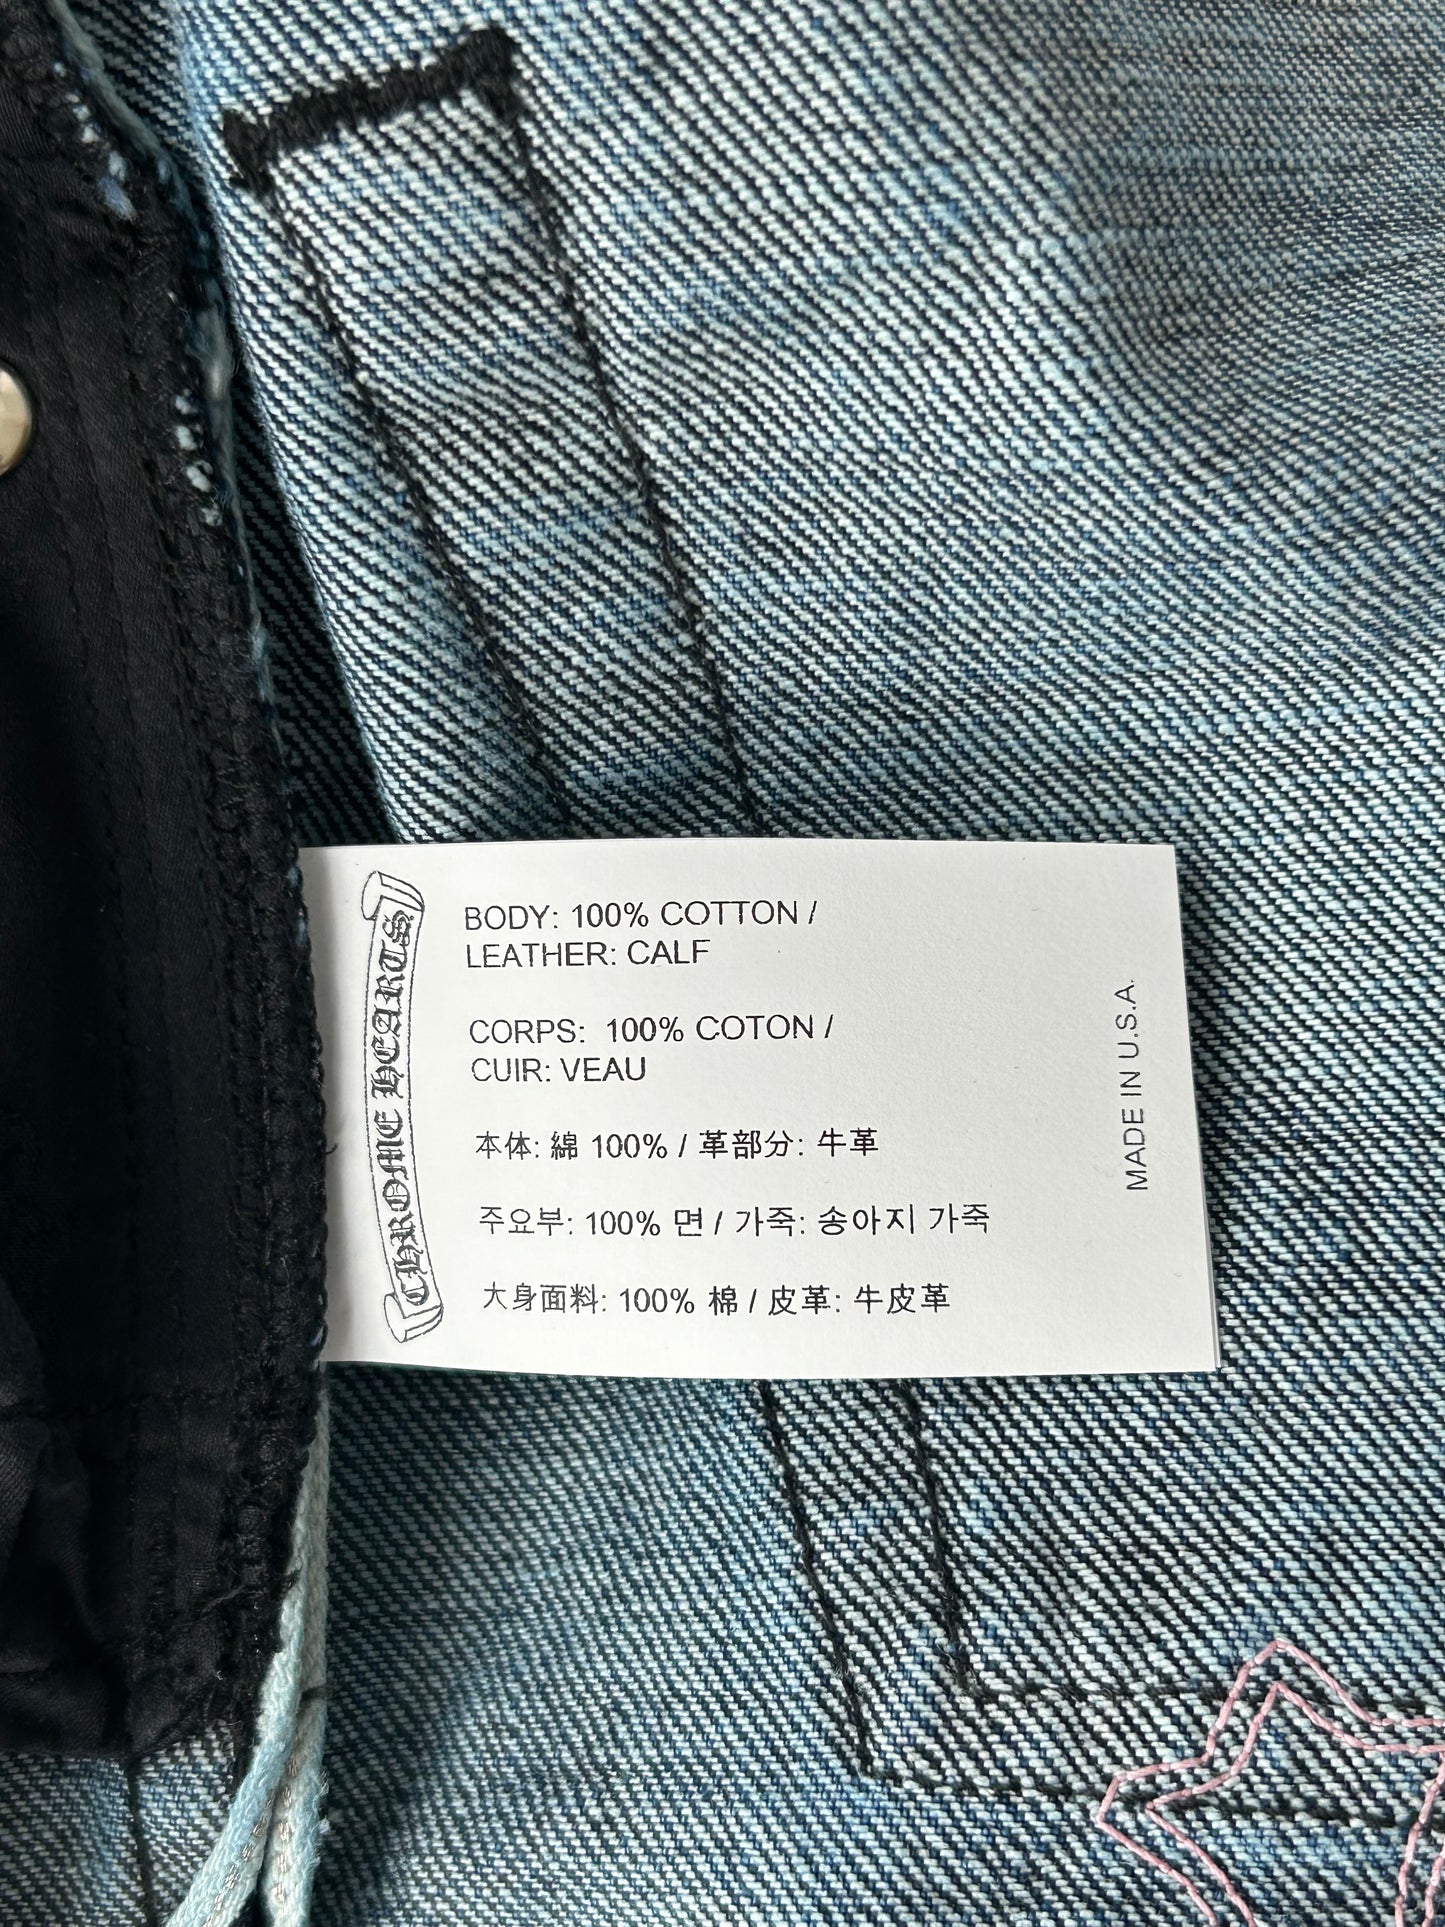 CHROME HEARTS
BODY: 100% COTTON /
LEATHER: CALF
CORPS: 100% COTON /
CUIR: VEAU
本体: 綿 100% / 革部分: 牛革
주요부: 100% 면 / 가죽: 송아지 가죽
大身面料: 100% 棉 / 皮革: 牛皮革
MADE IN U.S.A.